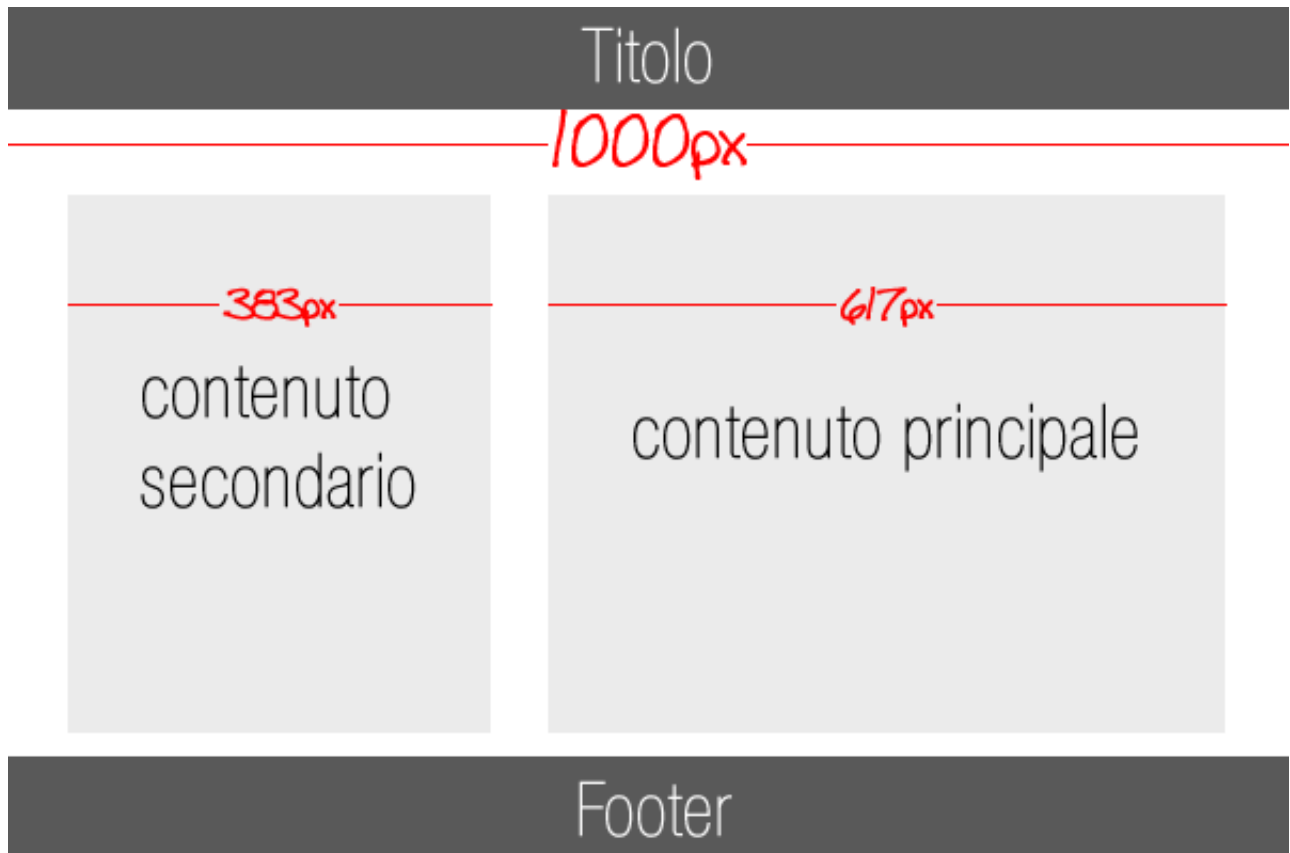 Titolo
1000px
383px
617px
contenuto
secondario
contenuto principale
Footer